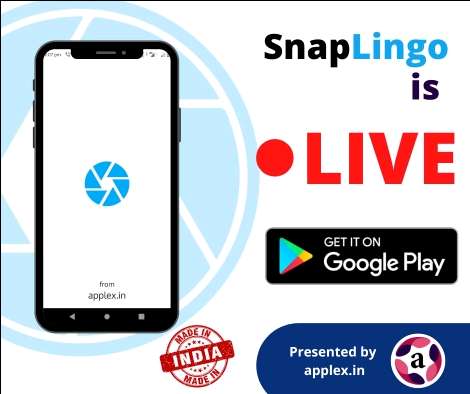 SnapLingo
is
LIVE
GET IT ON
Google Play
from
applex.in
MADE IN
INDIA
MADE IN
Presented by
applex.in
a